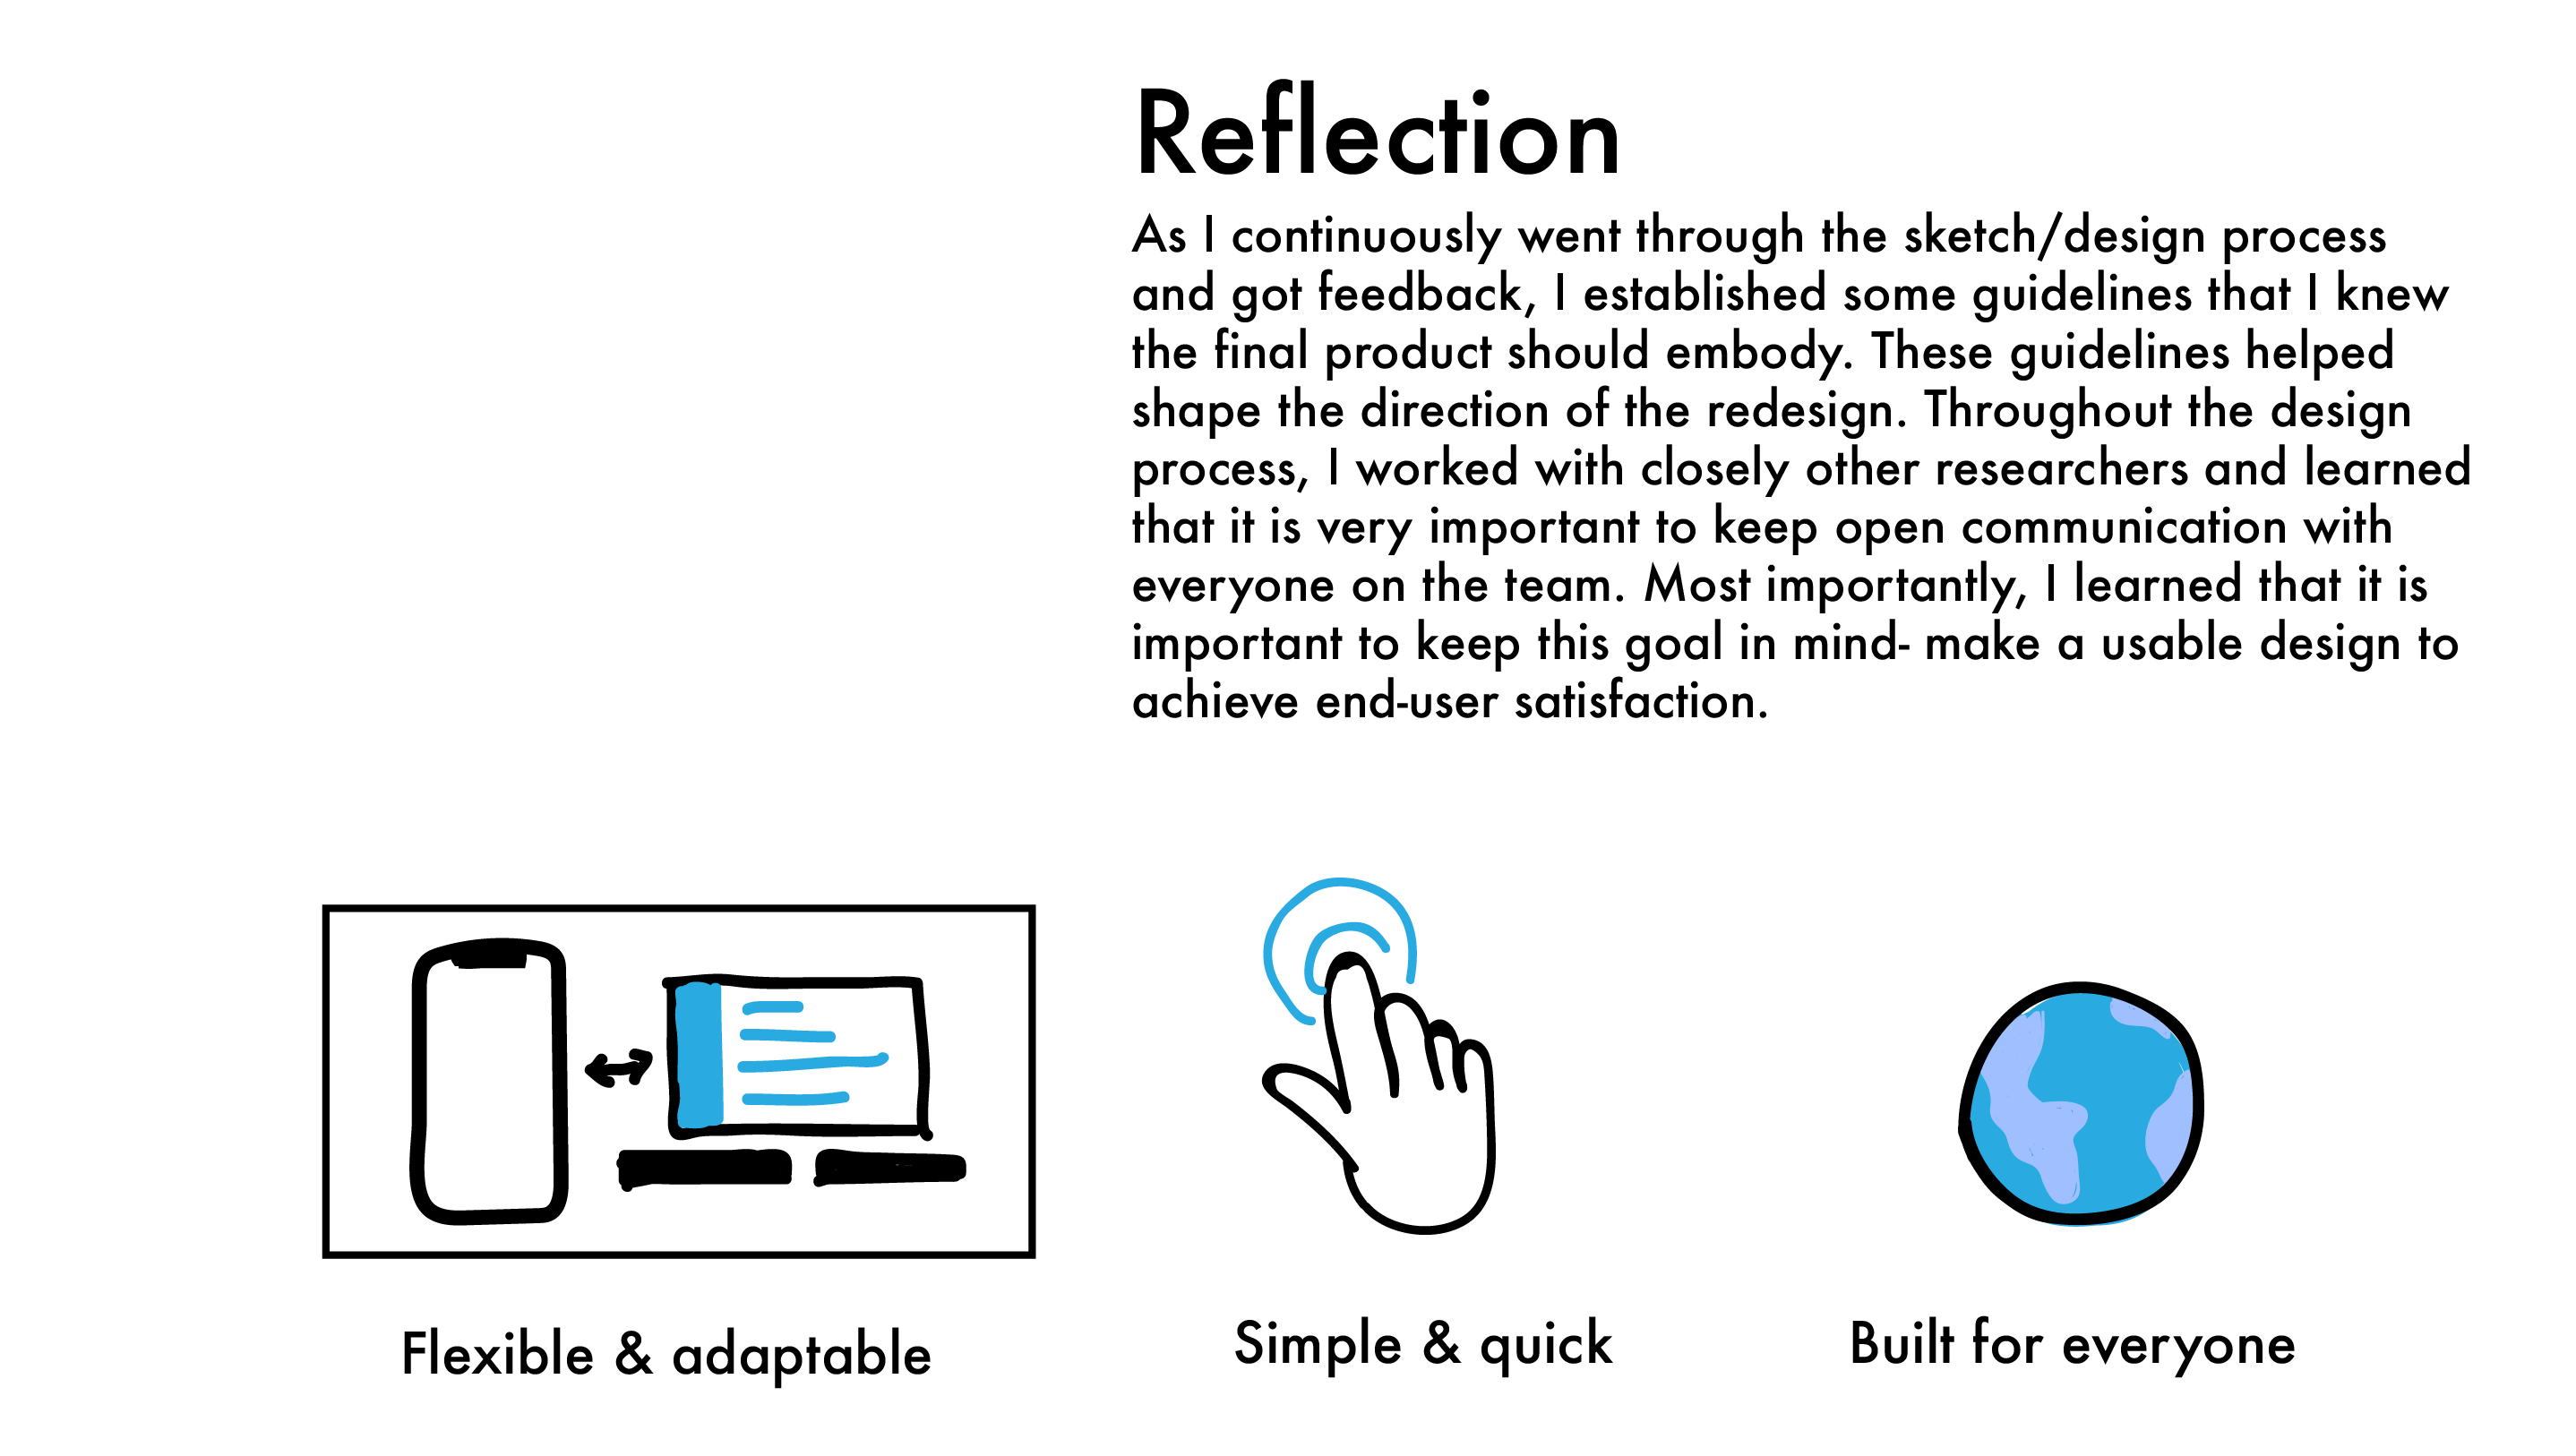 Reflection
As I continuously went through the sketch/design process
and got feedback, I established some guidelines that I knew
the final product should embody. These guidelines helped
shape the direction of the redesign. Throughout the design
process, I worked with closely other researchers and learned
that it is very important to keep open communication with
everyone on the team. Most importantly, I learned that it is
important to keep this goal in mind- make a usable design to
achieve end-user satisfaction.
Flexible & adaptable
Simple & quick
Built for everyone